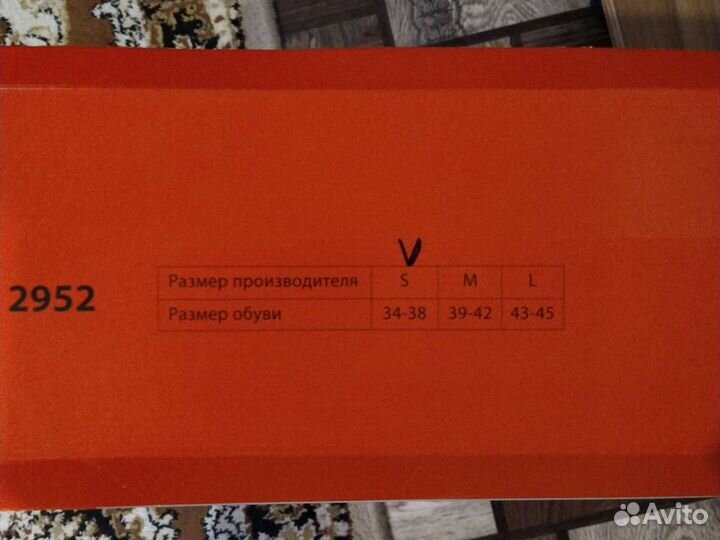 V
2952
Размер производителя S M L
Размер обуви 34-38 39-42 43-45
Avito